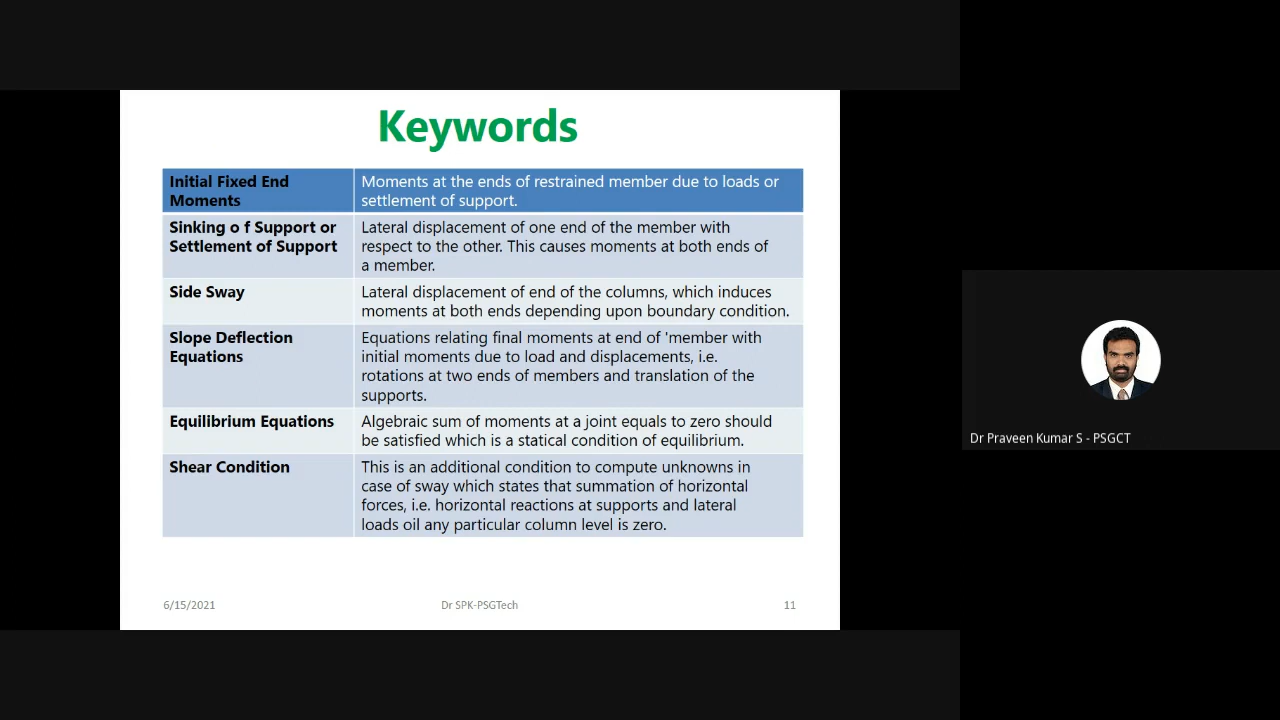 Keywords
Initial Fixed End
Moments
Moments at the ends of restrained member due to loads or
settlement of support.
Sinking o f Support or
Settlement of Support
Lateral displacement of one end of the member with
respect to the other. This causes moments at both ends of
a member.
Side Sway
Lateral displacement of end of the columns, which induces
moments at both ends depending upon boundary condition.
Slope Deflection
Equations
Equations relating final moments at end of 'member with
initial moments due to load and displacements, i.e.
rotations at two ends of members and translation of the
supports.
Equilibrium Equations
Algebraic sum of moments at a joint equals to zero should
be satisfied which is a statical condition of equilibrium.
Shear Condition
This is an additional condition to compute unknowns in
case of sway which states that summation of horizontal
forces, i.e. horizontal reactions at supports and lateral
loads oil any particular column level is zero.
6/15/2021
Dr SPK-PSGTech
11
Dr Praveen Kumar S - PSGCT